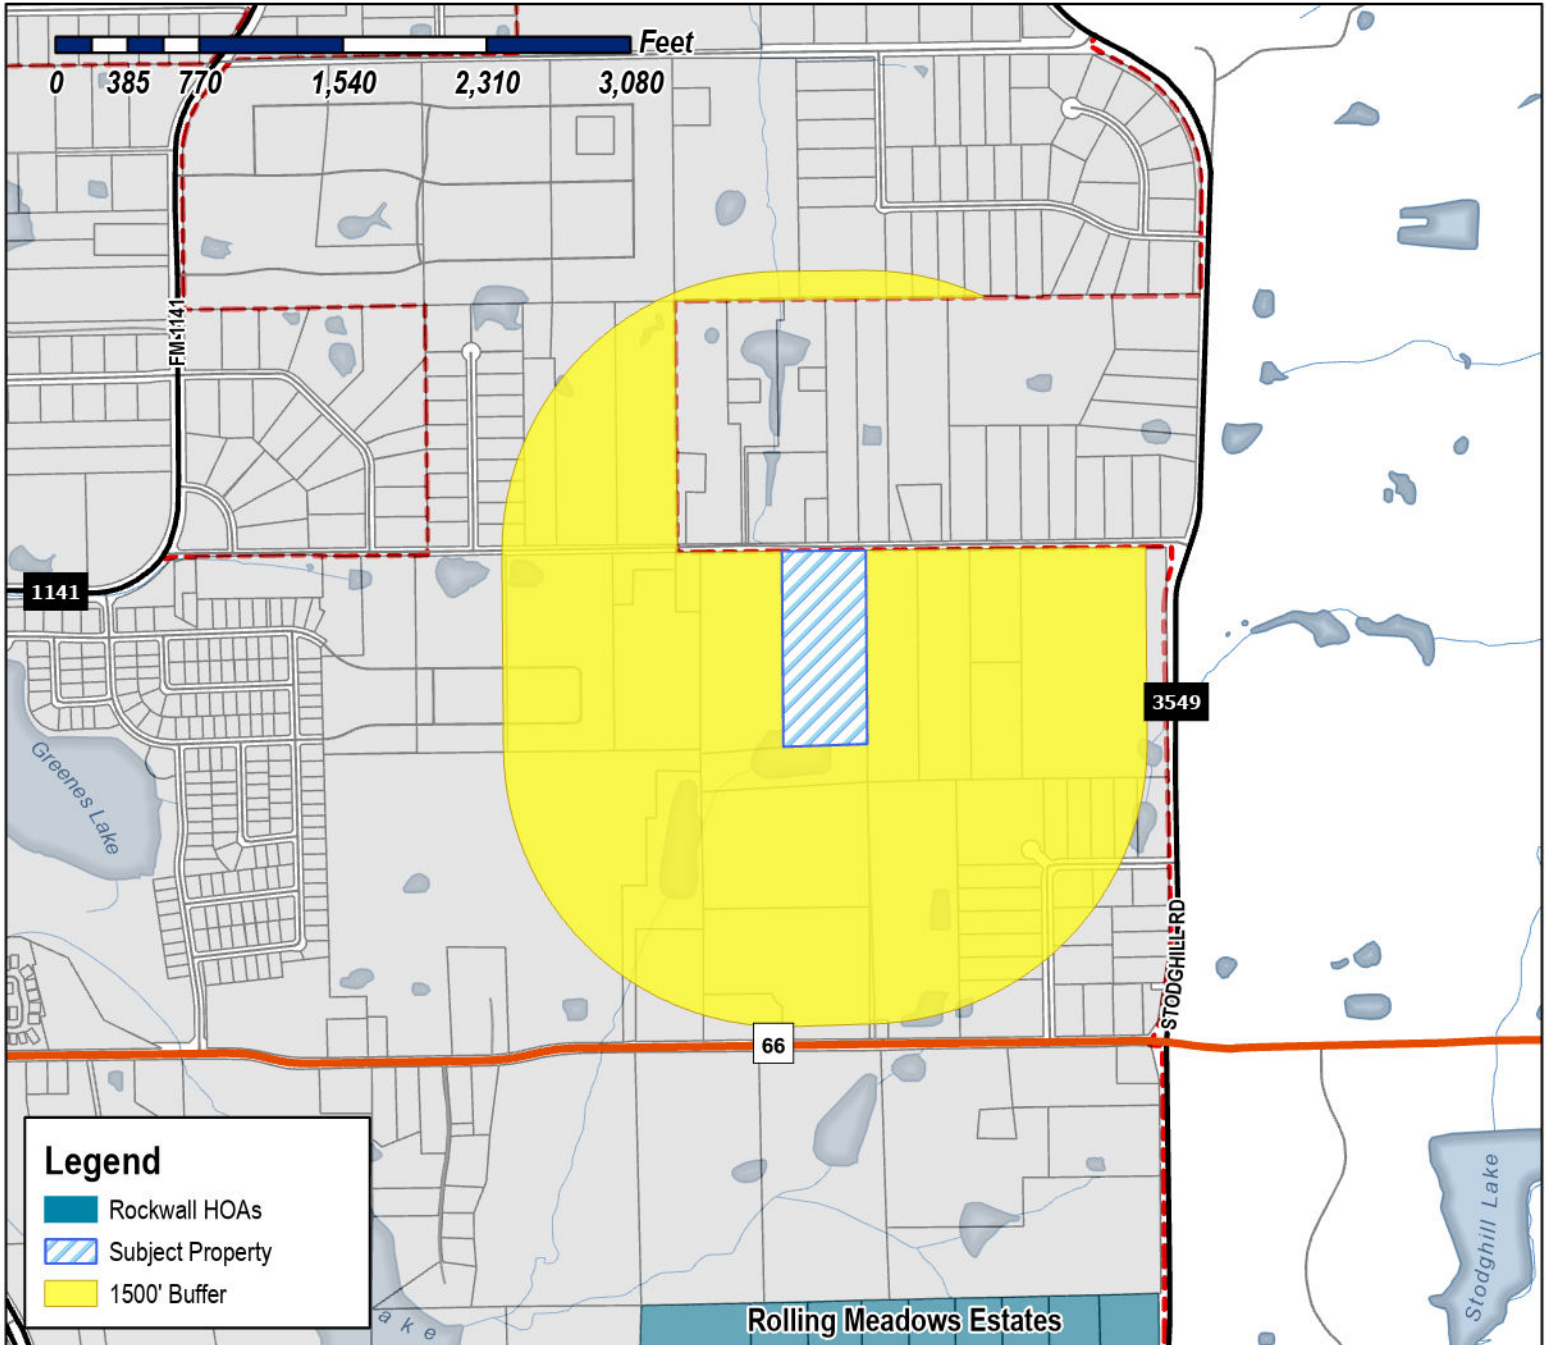 Feet
0 385 770 1,540 2,310 3,080
FM-1141
1141
3549
Greenes Lake
STODGHILL RD
66
Legend
Rockwall HOAs
Subject Property
1500' Buffer
Stodghill Lake
ake
Rolling Meadows Estates